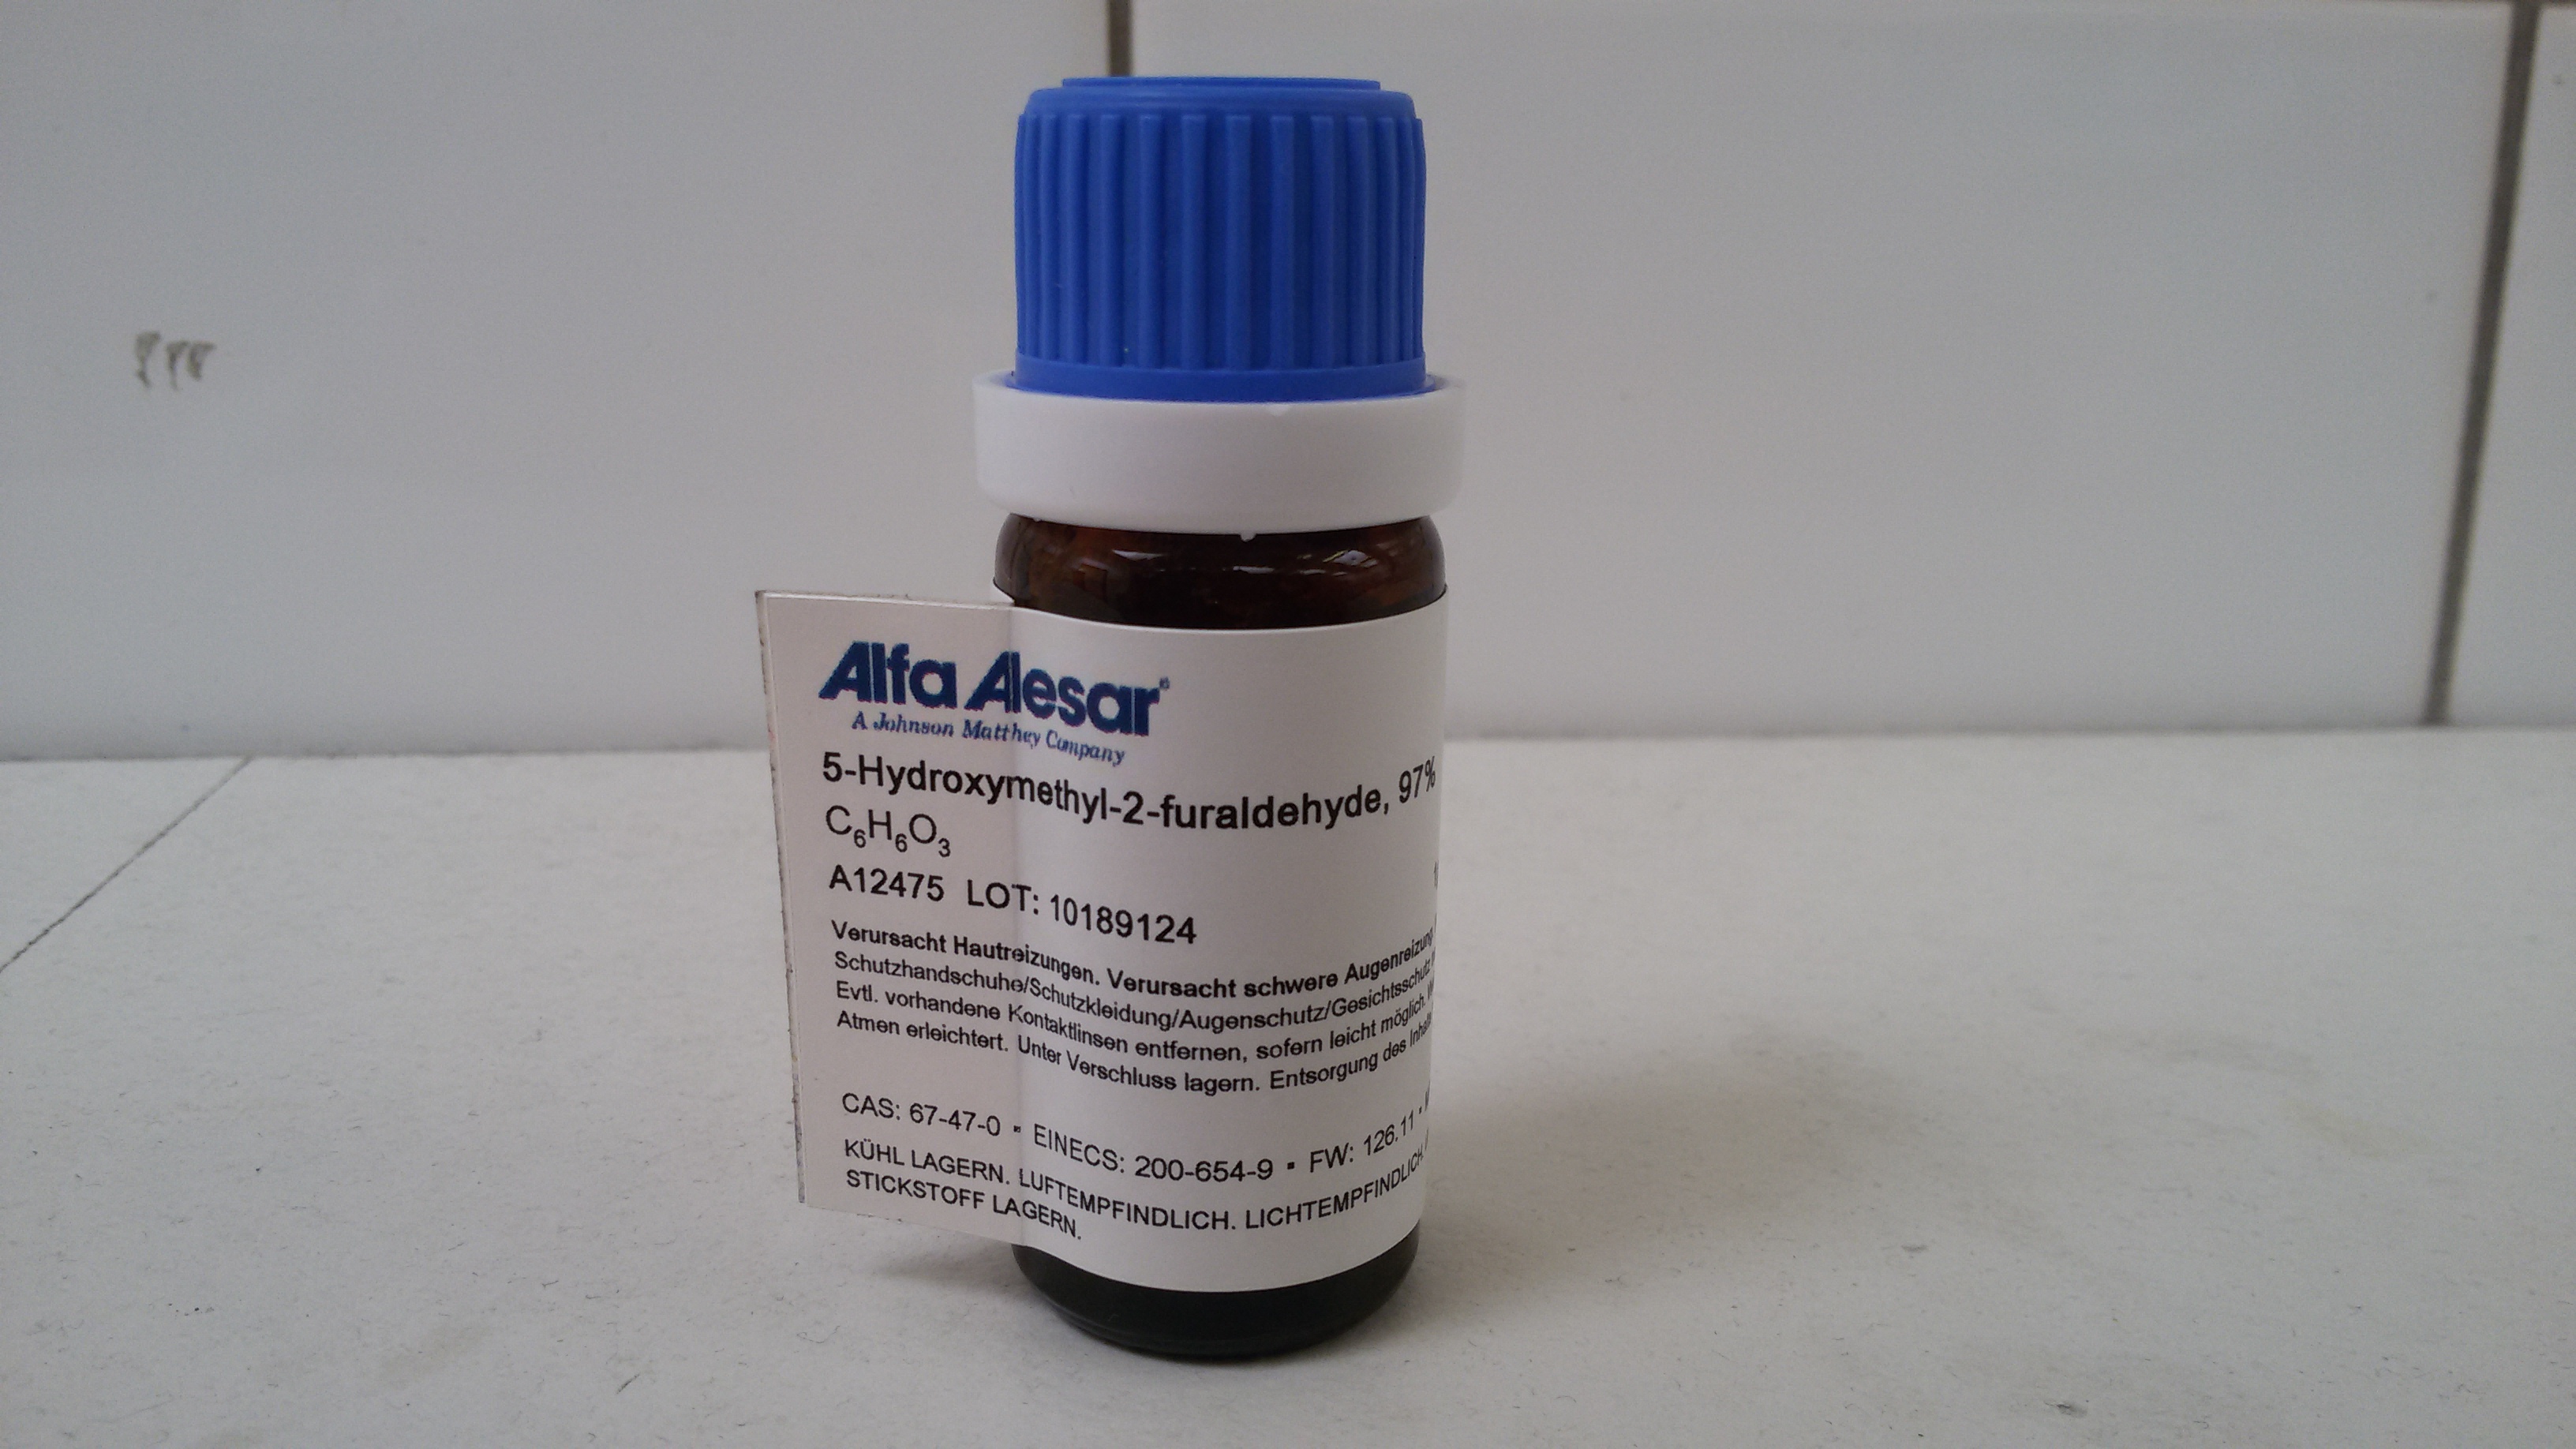 Alfa Aesar®
A Johnson Matthey Company
5-Hydroxymethyl-2-furaldehyde, 97%
C₆H₆O₃
A12475 LOT: 10189124
Verursacht Hautreizungen. Verursacht schwere Augenreizung.
Schutzhandschuhe/Schutzkleidung/Augenschutz/Gesichtsschutz
Evtl. vorhandene Kontaktlinsen entfernen, sofern leicht möglich.
Atmen erleichtert. Unter Verschluss lagern. Entsorgung des
CAS: 67-47-0 ▪ EINECS: 200-654-9 ▪ FW: 126.11 ▪
KÜHL LAGERN. LUFTEMPFINDLICH. LICHTEMPFINDLICH.
STICKSTOFF LAGERN.